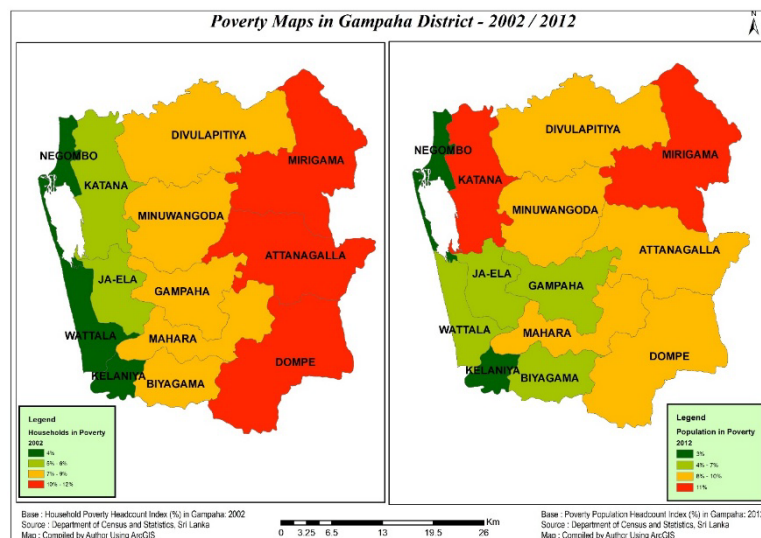 Poverty Maps in Gampaha District - 2002 / 2012
N
DIVULAPITIYA
NEGOMBO
MIRIGAMA
KATANA
MINUWANGODA
ATTANAGALLA
JA-ELA
GAMPAHA
WATTALA
MAHARA
DOMPE
KELANIYA
BIYAGAMA
Legend
Households in Poverty
2002
4%
5% - 6%
7% - 9%
10% - 12%
DIVULAPITIYA
NEGOMBO
MIRIGAMA
KATANA
MINUWANGODA
ATTANAGALLA
JA-ELA
GAMPAHA
WATTALA
MAHARA
DOMPE
KELANIYA
BIYAGAMA
Legend
Population in Poverty
2012
3%
4% - 7%
8% - 10%
11%
Base : Household Poverty Headcount Index (%) in Gampaha: 2002
Source : Department of Census and Statistics, Sri Lanka
Map : Compiled by Author Using ArcGIS
Km
0 3.25 6.5 13 19.5 26
Base : Poverty Population Headcount Index (%) in Gampaha: 2012
Source : Department of Census and Statistics, Sri Lanka
Map : Compiled by Author Using ArcGIS